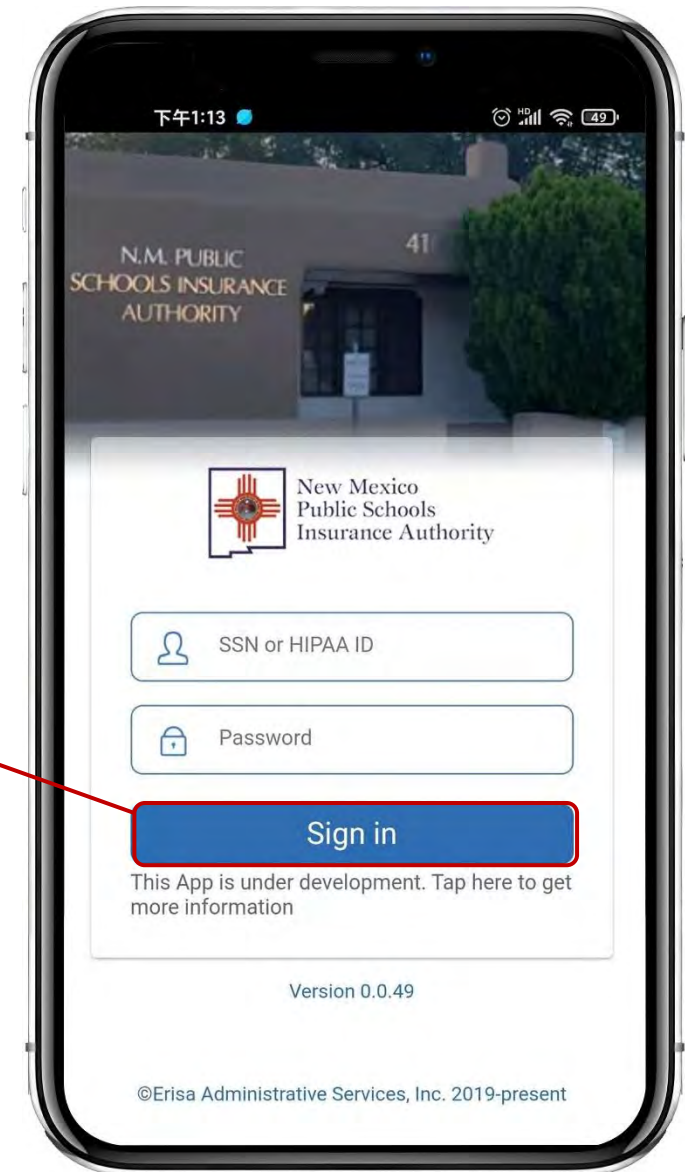 下午1:13
HD
49
N.M. PUBLIC
SCHOOLS INSURANCE
AUTHORITY
41
New Mexico
Public Schools
Insurance Authority
SSN or HIPAA ID
Password
Sign in
This App is under development. Tap here to get
more information
Version 0.0.49
©Erisa Administrative Services, Inc. 2019-present